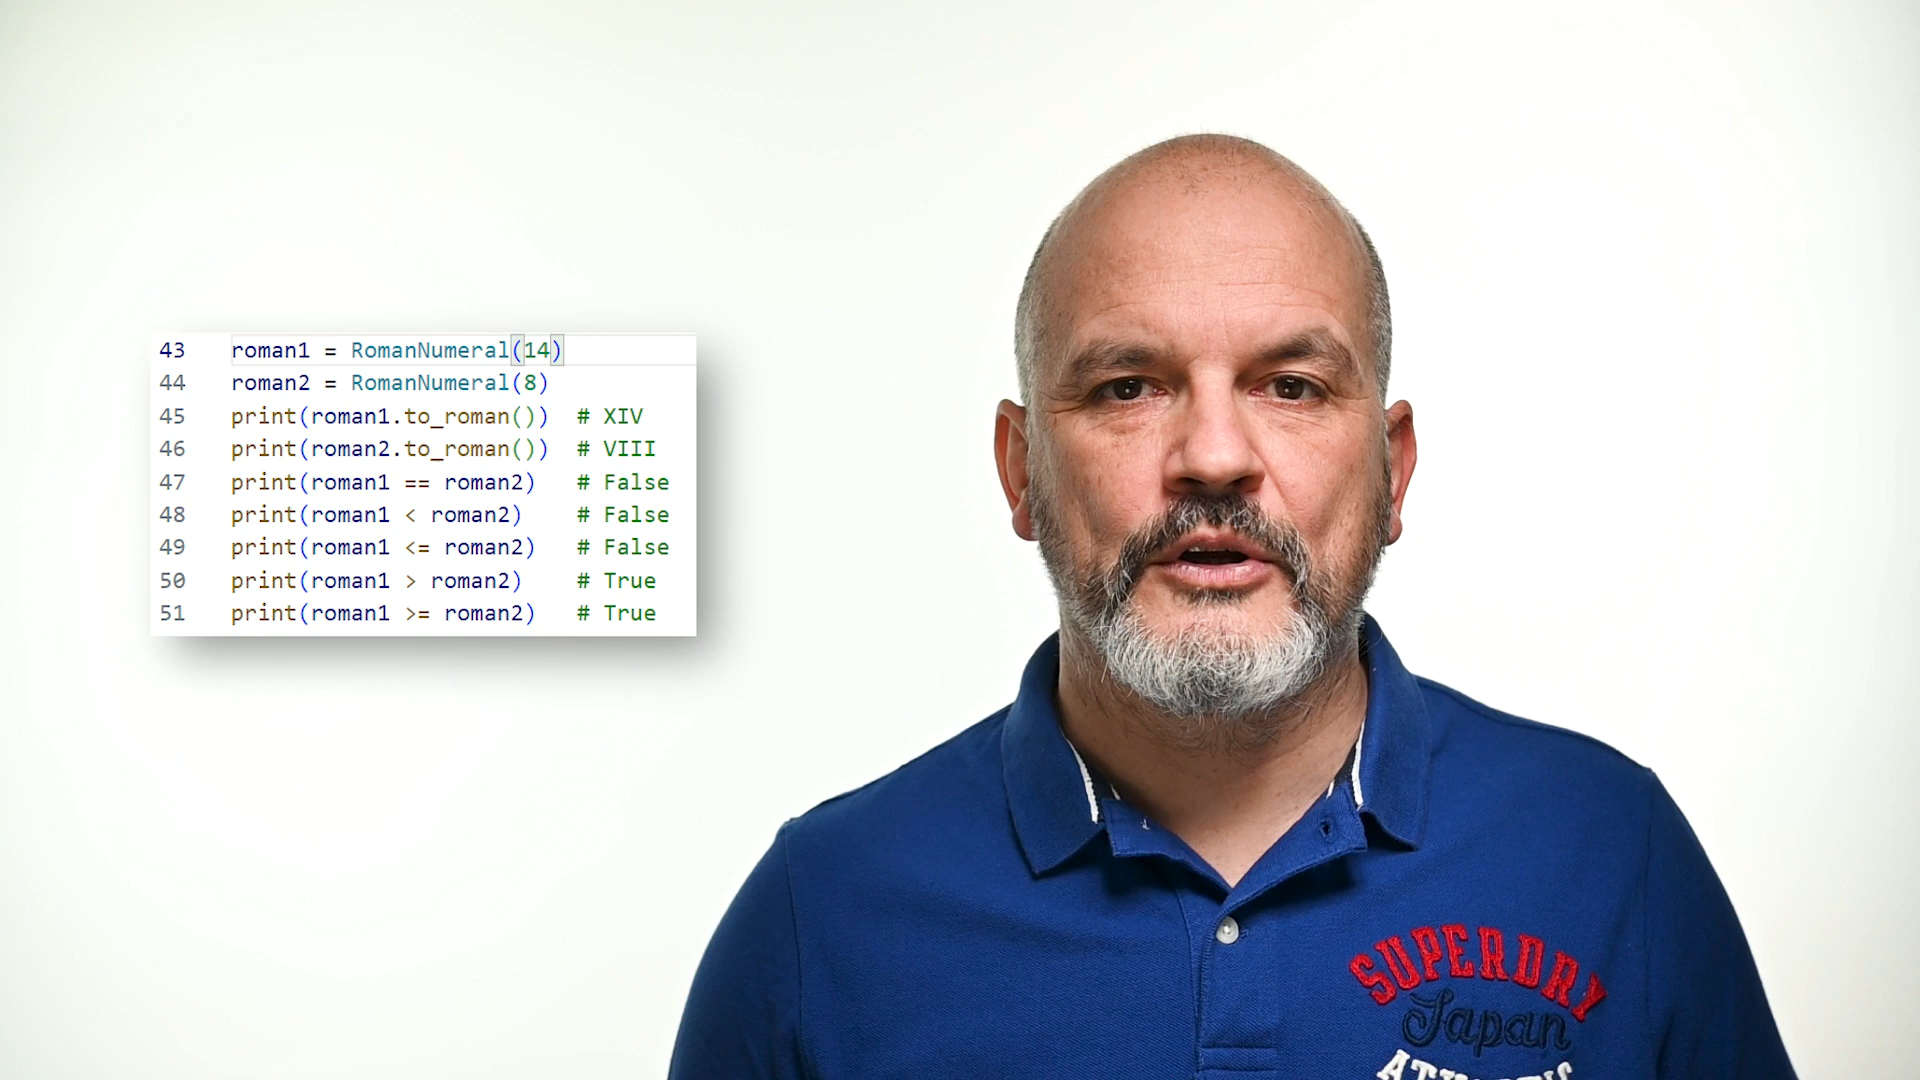 43 roman1 = RomanNumeral(14)
44 roman2 = RomanNumeral(8)
45 print(roman1.to_roman()) # XIV
46 print(roman2.to_roman()) # VIII
47 print(roman1 == roman2) # False
48 print(roman1 < roman2) # False
49 print(roman1 <= roman2) # False
50 print(roman1 > roman2) # True
51 print(roman1 >= roman2) # True
SUPERDRY
Japan